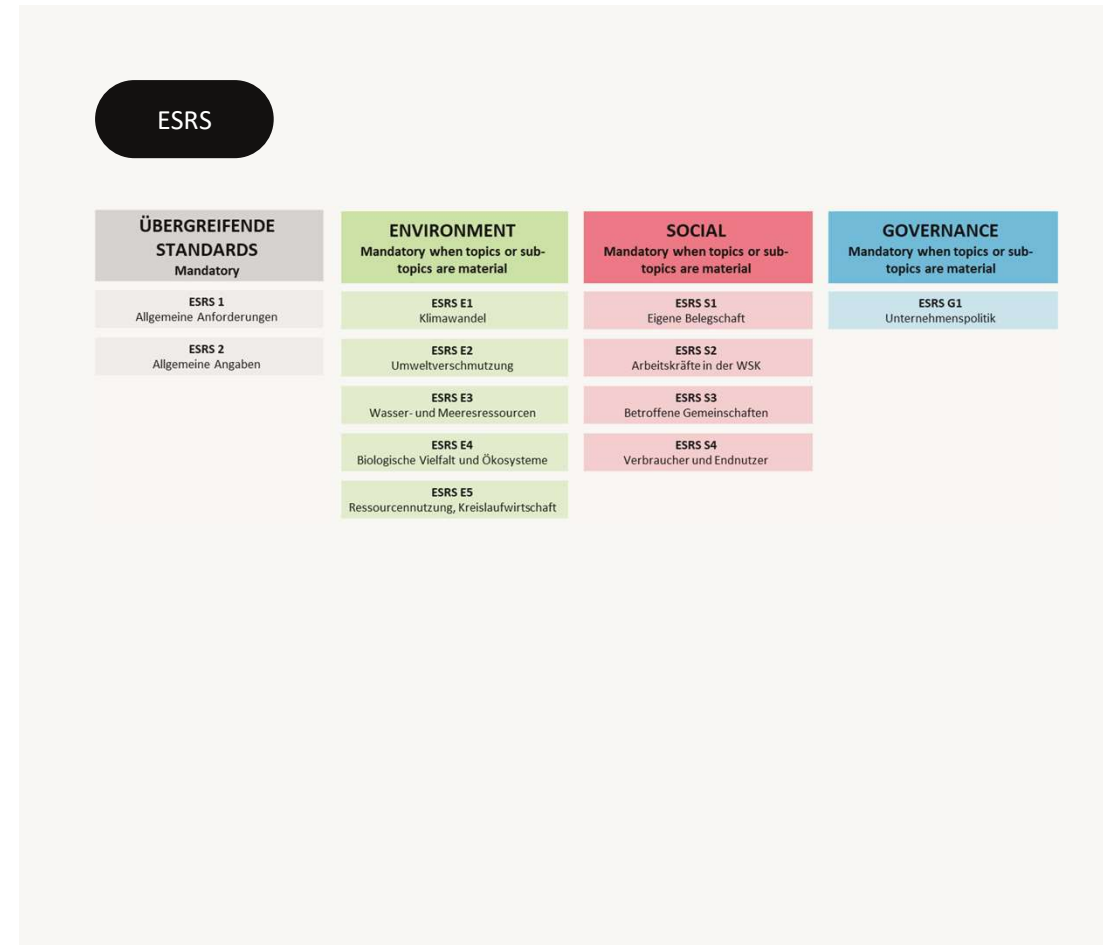 ESRS
ÜBERGREIFENDE
STANDARDS
Mandatory
ESRS 1
Allgemeine Anforderungen
ESRS 2
Allgemeine Angaben
ENVIRONMENT
Mandatory when topics or sub-
topics are material
ESRS E1
Klimawandel
ESRS E2
Umweltverschmutzung
ESRS E3
Wasser- und Meeresressourcen
ESRS E4
Biologische Vielfalt und Ökosysteme
ESRS E5
Ressourcennutzung, Kreislaufwirtschaft
SOCIAL
Mandatory when topics or sub-
topics are material
ESRS S1
Eigene Belegschaft
ESRS S2
Arbeitskräfte in der WSK
ESRS S3
Betroffene Gemeinschaften
ESRS S4
Verbraucher und Endnutzer
GOVERNANCE
Mandatory when topics or sub-
topics are material
ESRS G1
Unternehmenspolitik